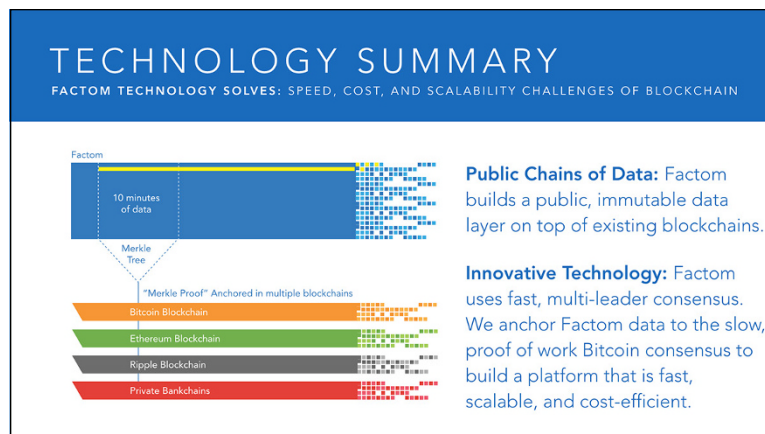 TECHNOLOGY SUMMARY
FACTOM TECHNOLOGY SOLVES: SPEED, COST, AND SCALABILITY CHALLENGES OF BLOCKCHAIN
Factom
10 minutes
of data
Merkle
Tree
"Merkle Proof" Anchored in multiple blockchains
Bitcoin Blockchain
Ethereum Blockchain
Ripple Blockchain
Private Bankchains
Public Chains of Data: Factom
builds a public, immutable data
layer on top of existing blockchains.
Innovative Technology: Factom
uses fast, multi-leader consensus.
We anchor Factom data to the slow,
proof of work Bitcoin consensus to
build a platform that is fast,
scalable, and cost-efficient.